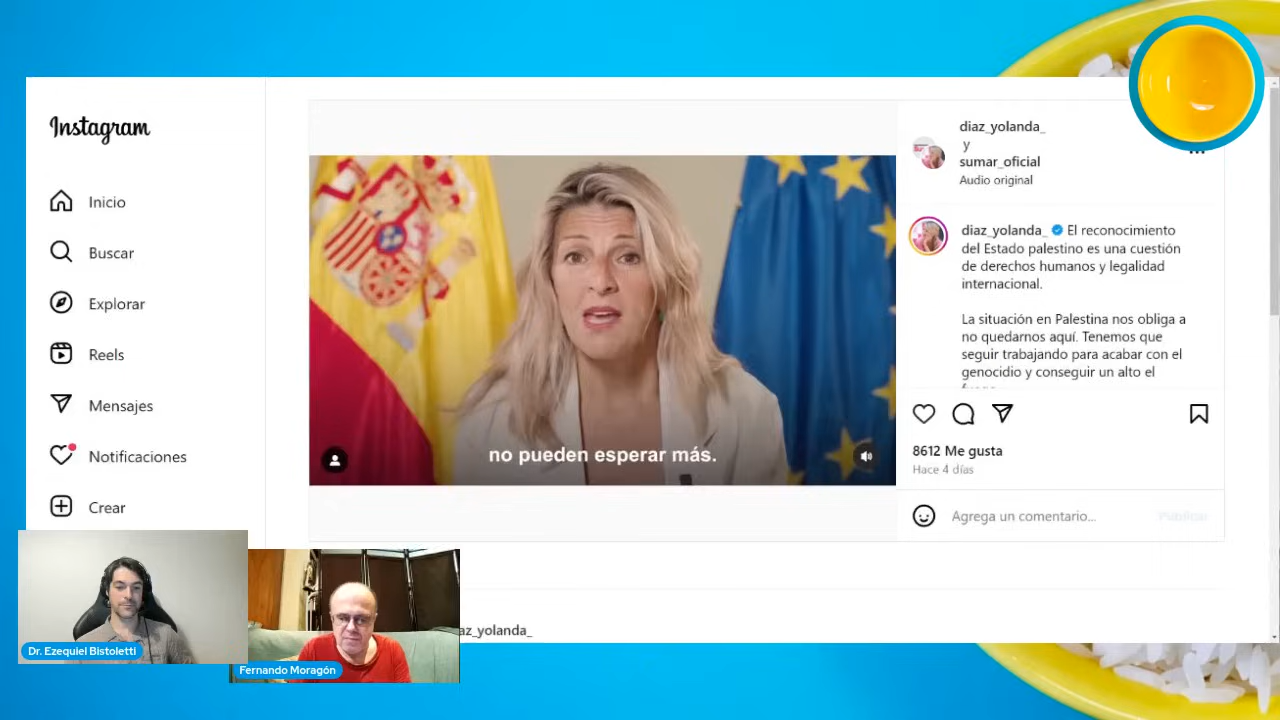 Instagram
Inicio
Buscar
Explorar
Reels
Mensajes
Notificaciones
Crear
no pueden esperar más.
diaz_yolanda_
y
sumar_oficial
Audio original
diaz_yolanda_ El reconocimiento
del Estado palestino es una cuestión
de derechos humanos y legalidad
internacional.
La situación en Palestina nos obliga a
no quedarnos aquí. Tenemos que
seguir trabajando para acabar con el
genocidio y conseguir un alto el
8612 Me gusta
Hace 4 días
Agrega un comentario...
Publicar
az_yolanda_
Dr. Ezequiel Bistoletti
Fernando Moragón